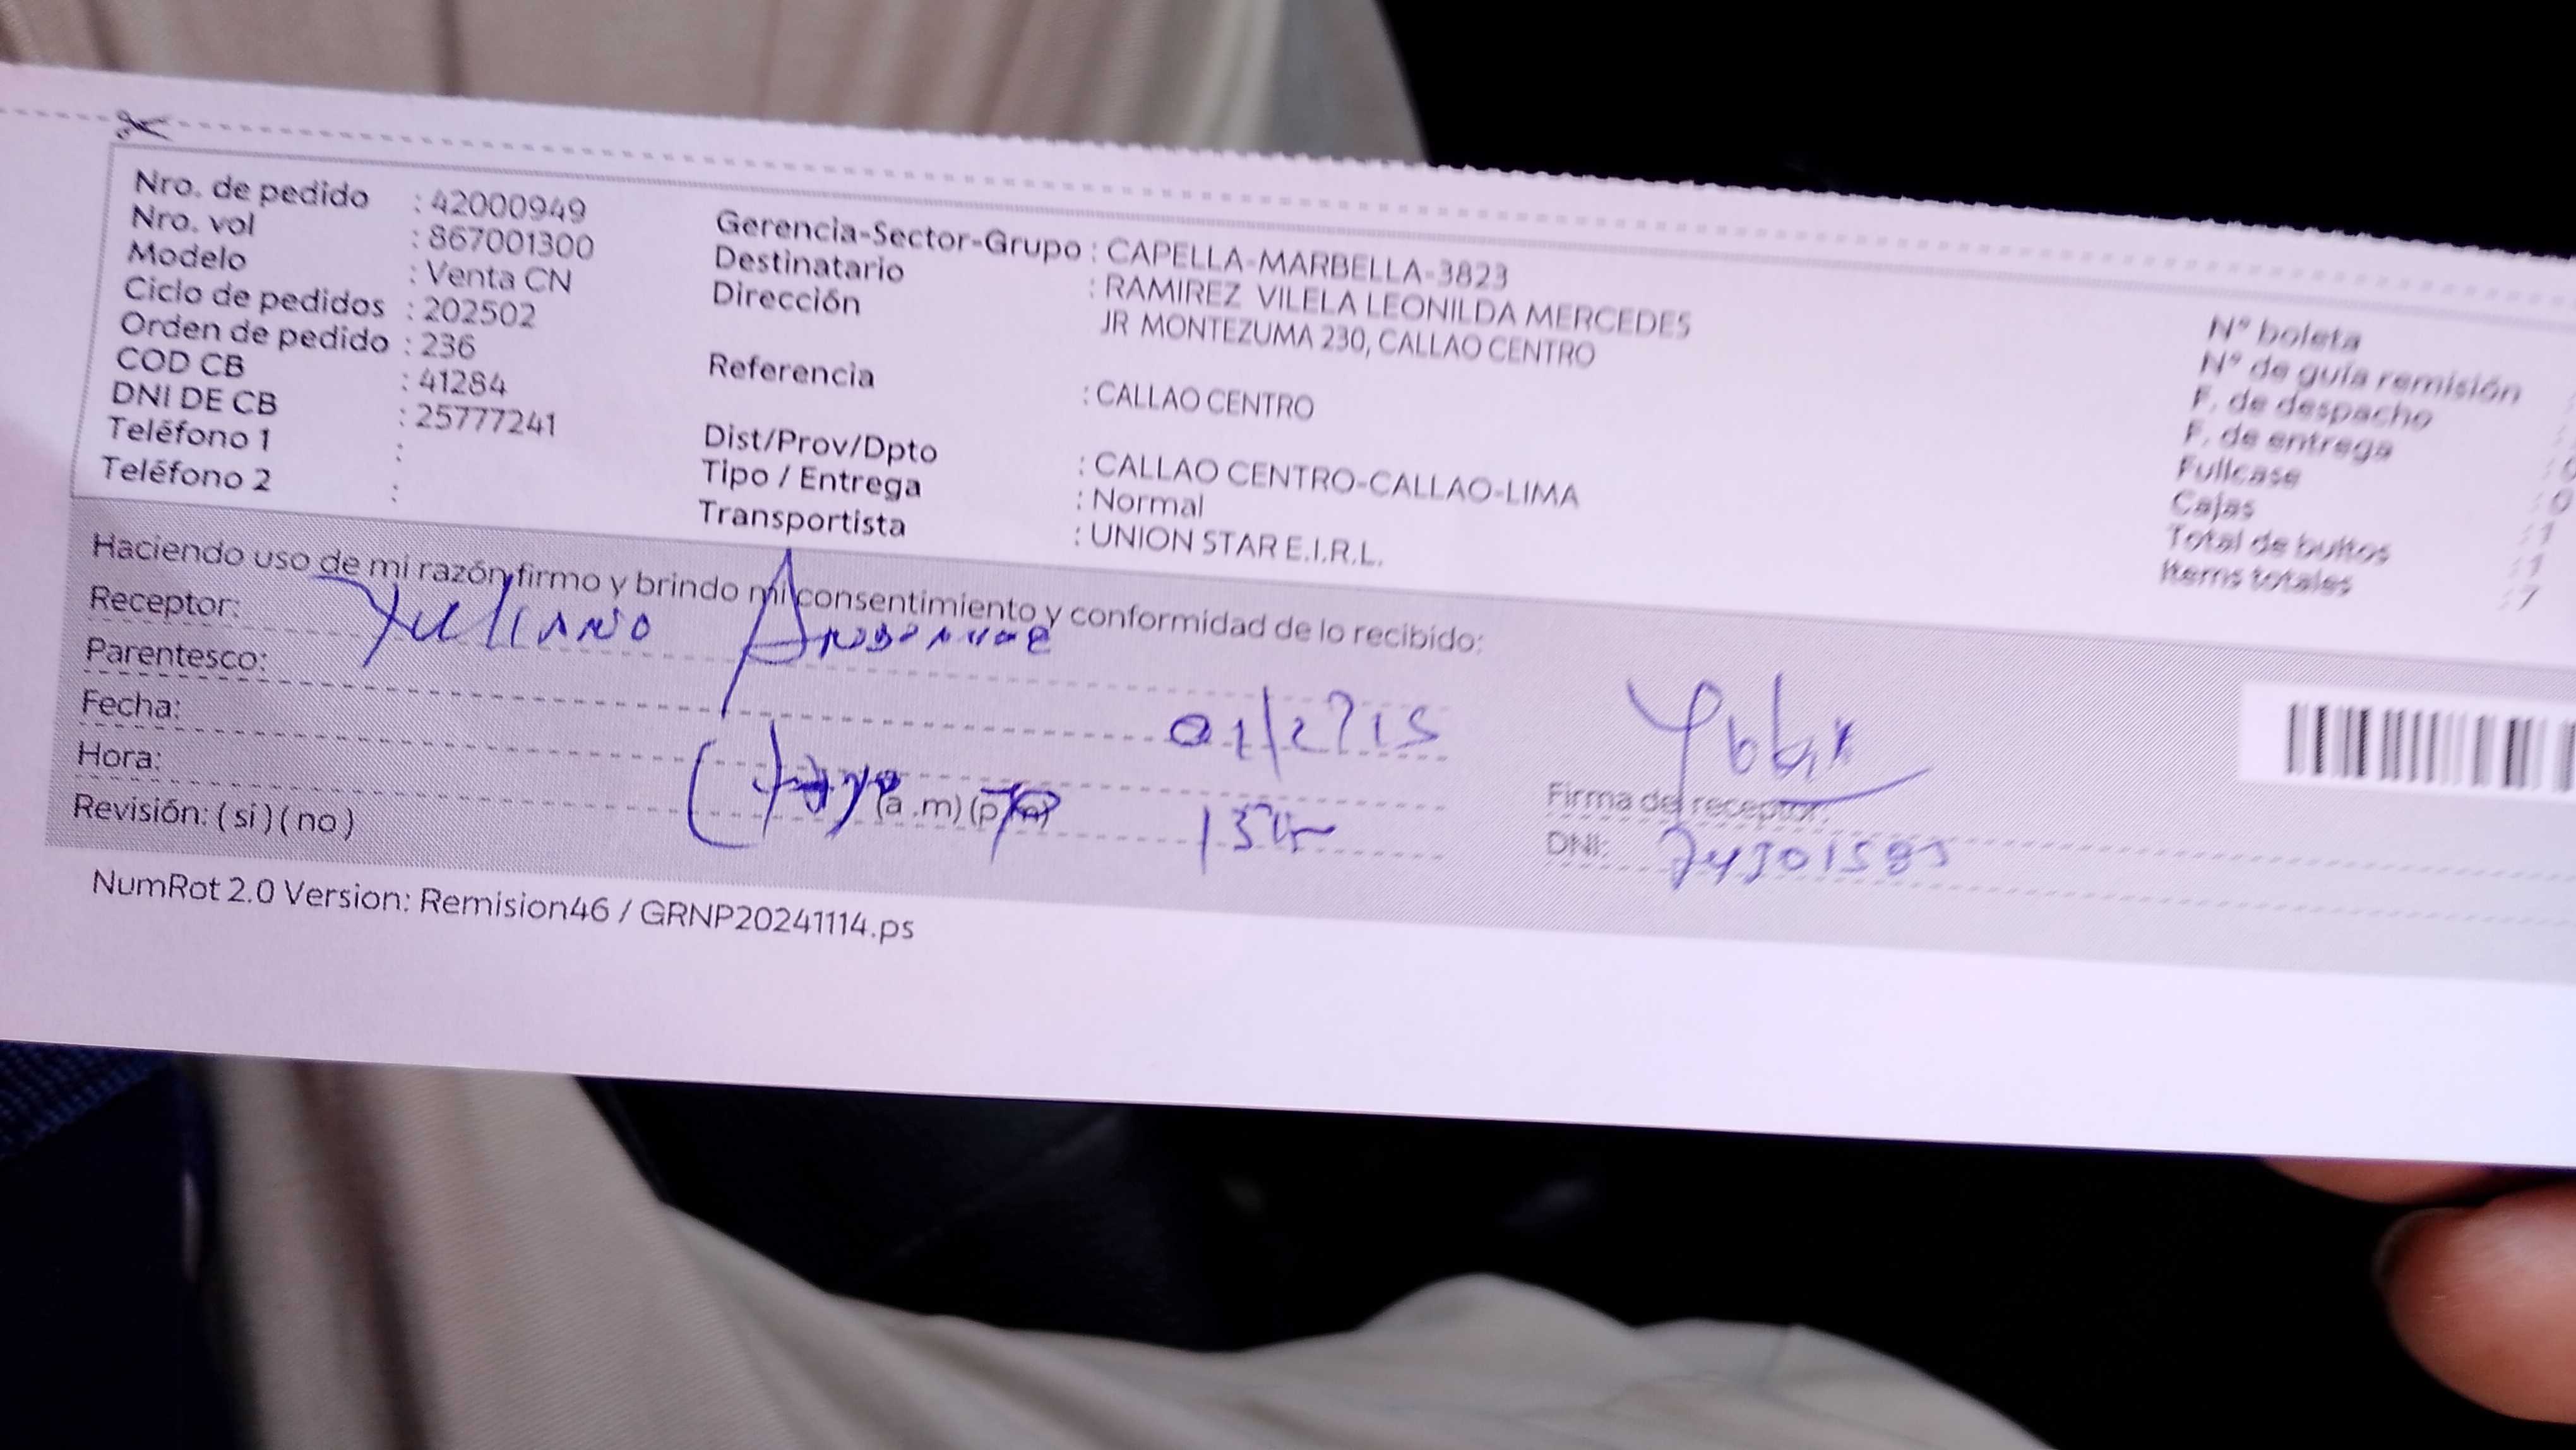 Nro. de pedido : 42000949
Nro. vol : 867001300
Modelo : Venta CN
Ciclo de pedidos : 202502
Orden de pedido : 236
COD CB : 41284
DNI DE CB : 25777241
Teléfono 1 :
Teléfono 2 :
Gerencia-Sector-Grupo : CAPELLA-MARBELLA-3823
Destinatario : RAMIREZ VILELA LEONILDA MERCEDES
Dirección JR MONTEZUMA 230, CALLAO CENTRO
Referencia : CALLAO CENTRO
Dist/Prov/Dpto : CALLAO CENTRO-CALLAO-LIMA
Tipo / Entrega : Normal
Transportista : UNION STAR E.I.R.L.
N° boleta
N° de guía remisión
F. de despacho
F. de entrega
Fullcase
Cajas : 1
Total de bultos : 1
Items totales : 7
Haciendo uso de mi razón firmo y brindo mi consentimiento y conformidad de lo recibido:
Receptor: Yuliano
Parentesco:
Fecha:
Hora: (a .m) (p.m)
Revisión: ( si ) ( no )
Firma del receptor:
DNI:
NumRot 2.0 Version: Remision46 / GRNP20241114.ps